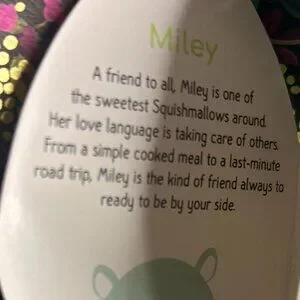 Miley
A friend to all, Miley is one of
the sweetest Squishmallows around.
Her love language is taking care of others.
From a simple cooked meal to a last-minute
road trip, Miley is the kind of friend always to
ready to be by your side.